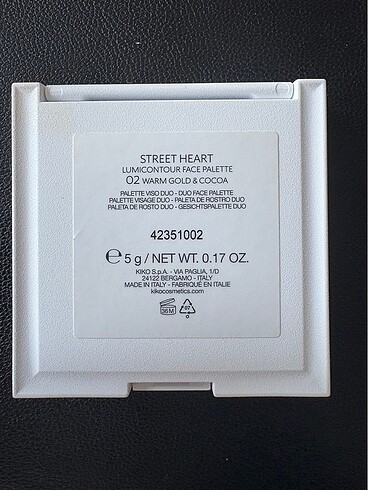 STREET HEART
LUMICONTOUR FACE PALETTE
02 WARM GOLD & COCOA
PALETTE VISO DUO - DUO FACE PALETTE
PALETTE VISAGE DUO - PALETA DE ROSTRO DUO
PALETA DE ROSTO DUO - GESICHTSPALETTE DUO
42351002
℮ 5 g / NET WT. 0.17 OZ.
KIKO S.p.A. - VIA PAGLIA, 1/D
24122 BERGAMO - ITALY
MADE IN ITALY - FABRIQUÉ EN ITALIE
kikocosmetics.com
36 M
07